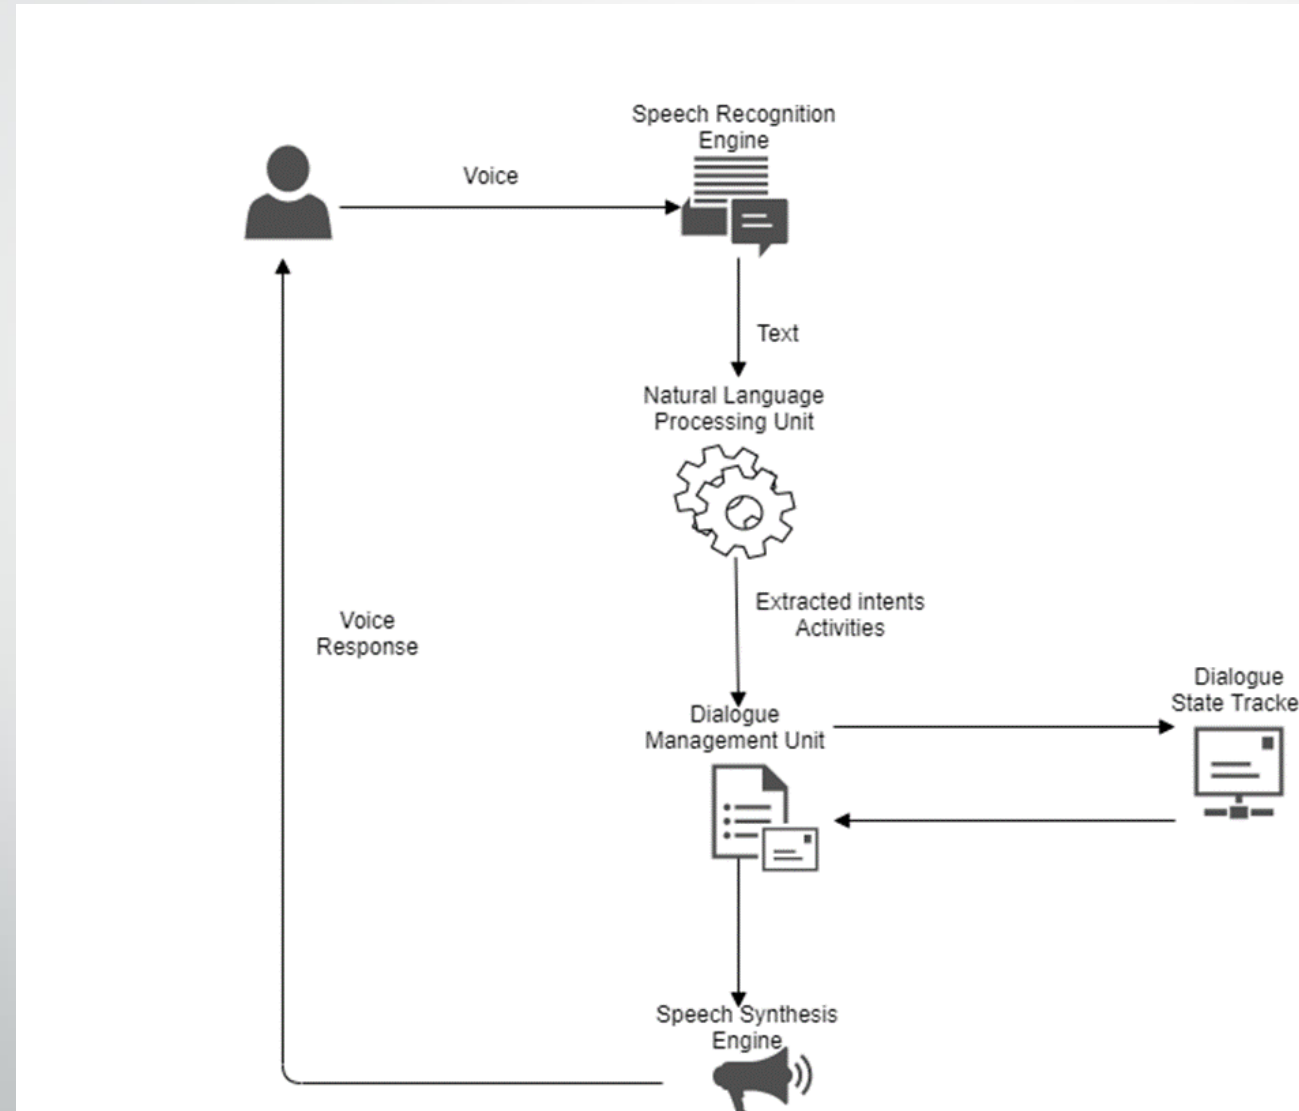 Speech Recognition
Engine
Voice
Text
Natural Language
Processing Unit
Extracted intents
Activities
Voice
Response
Dialogue
State Tracke
Dialogue
Management Unit
Speech Synthesis
Engine